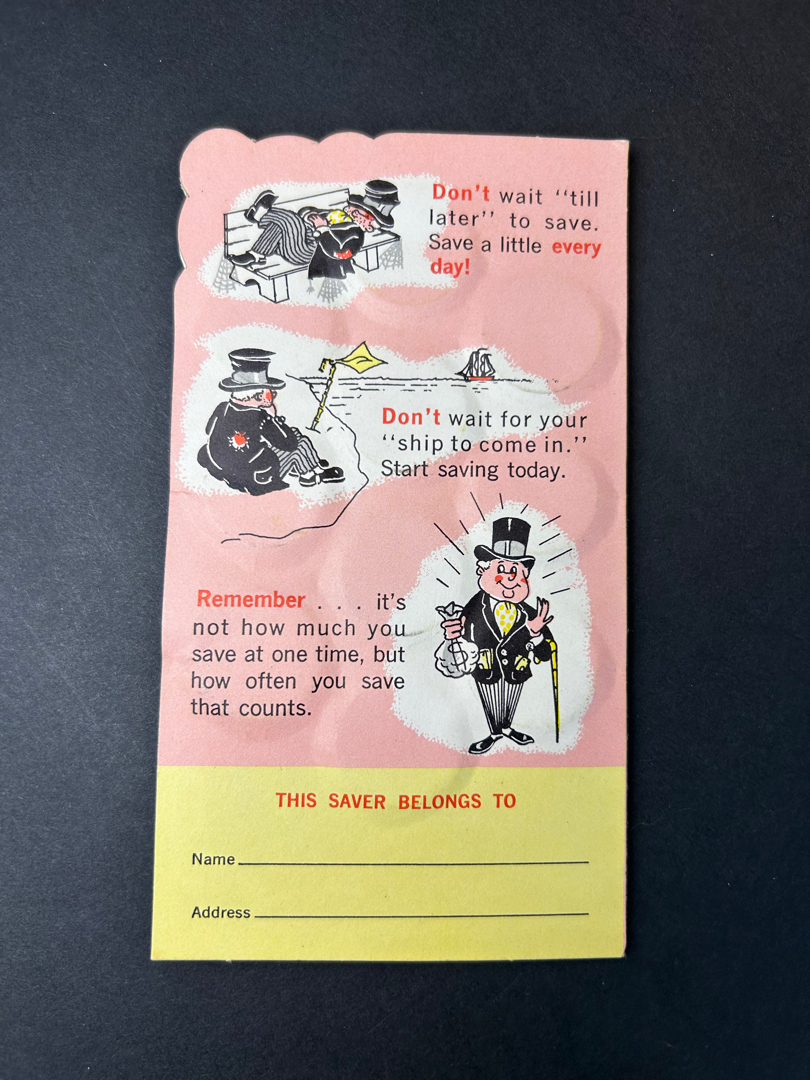 Don't wait "till
later" to save.
Save a little every
day!
Don't wait for your
"ship to come in."
Start saving today.
Remember . . . it's
not how much you
save at one time, but
how often you save
that counts.
$
THIS SAVER BELONGS TO
Name
Address